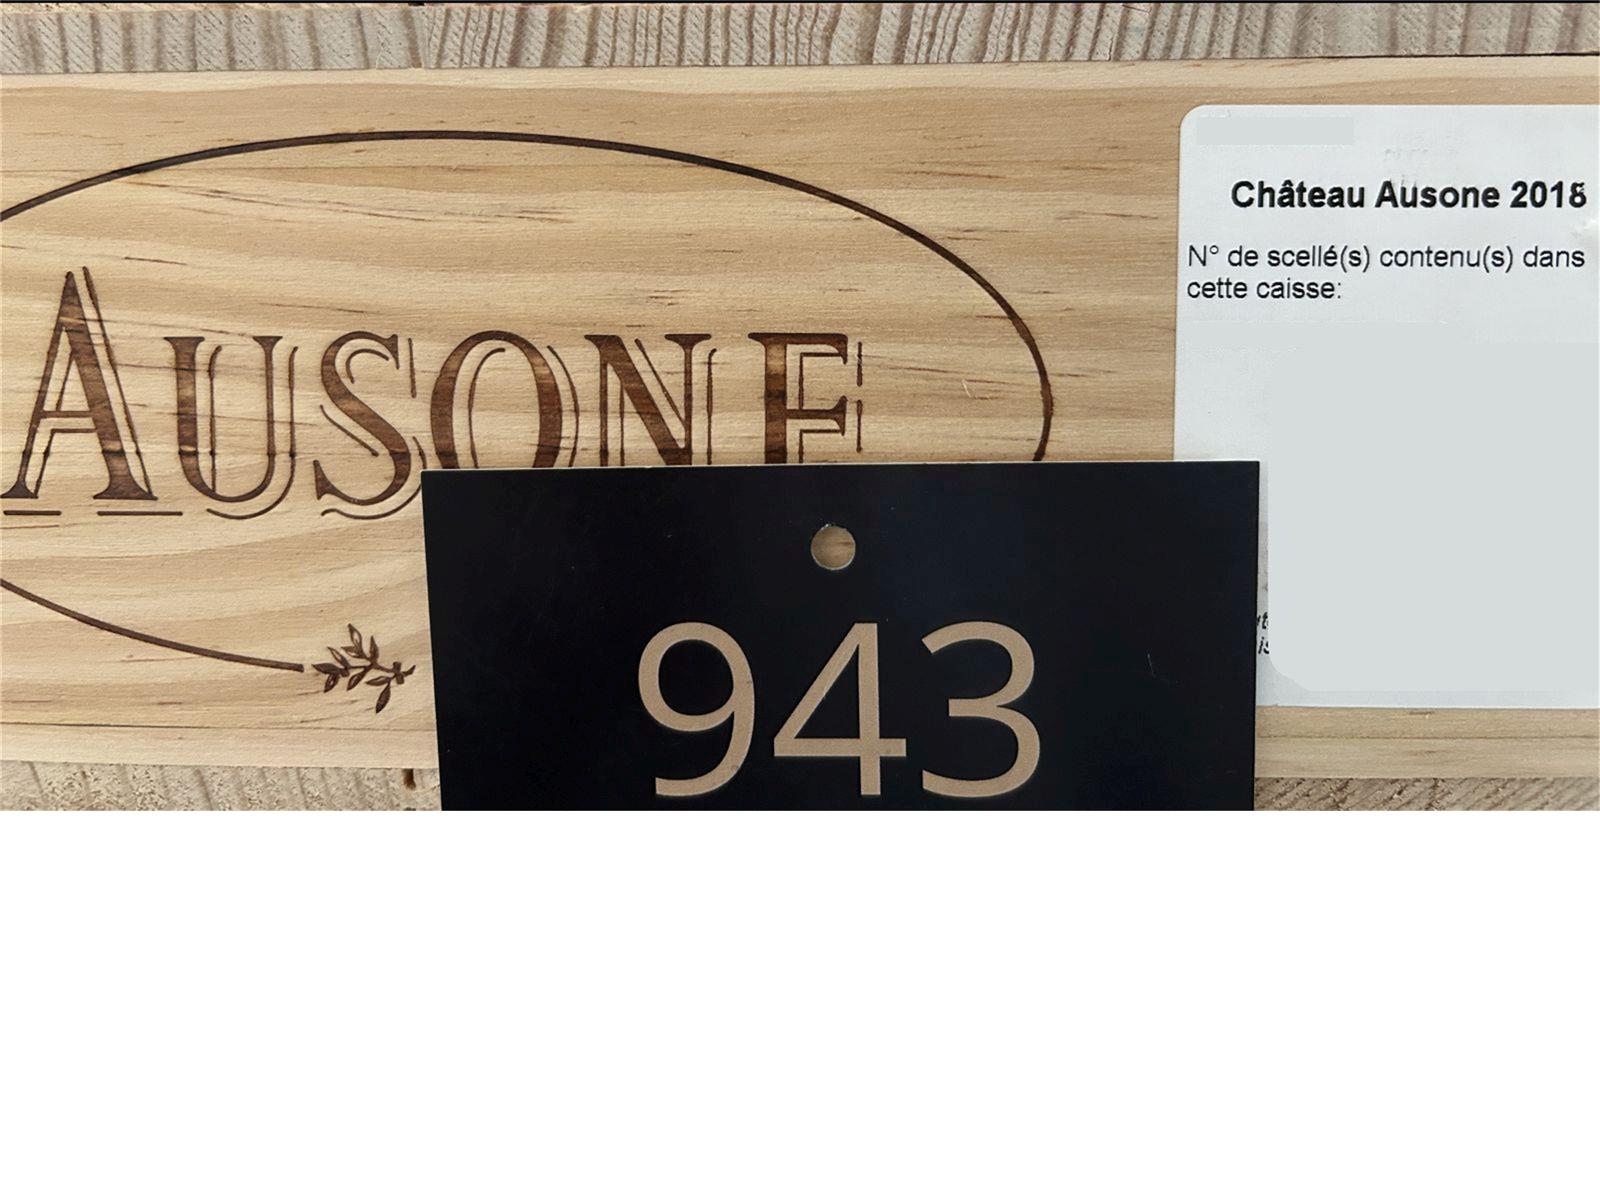 AUSONE
Château Ausone 2018
N° de scellé(s) contenu(s) dans
cette caisse:
943